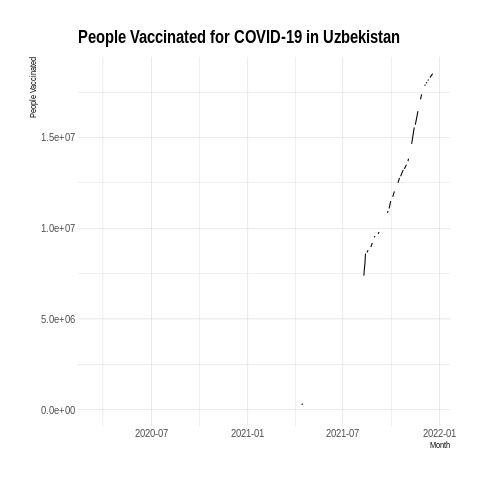 People Vaccinated for COVID-19 in Uzbekistan
People Vaccinated
1.5e+07
1.0e+07
5.0e+06
0.0e+00
2020-07 2021-01 2021-07 2022-01
Month